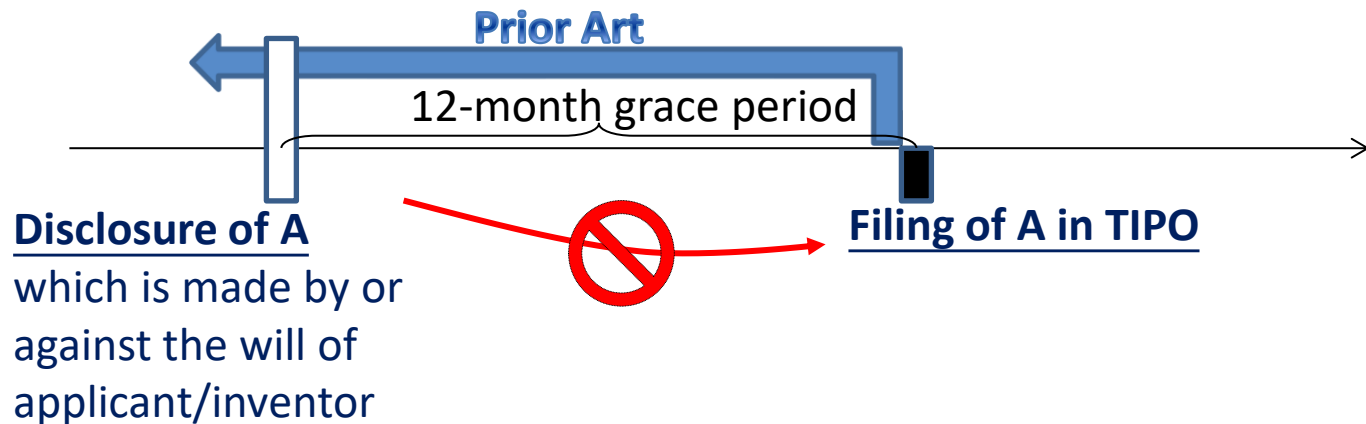 Prior Art
12-month grace period
Disclosure of A
which is made by or
against the will of
applicant/inventor
Filing of A in TIPO